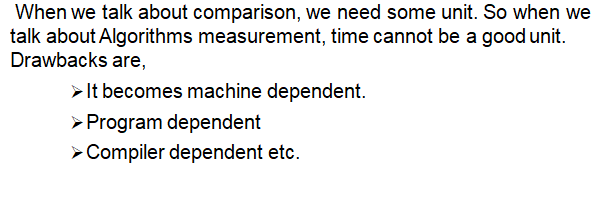 When we talk about comparison, we need some unit. So when we
talk about Algorithms measurement, time cannot be a good unit.
Drawbacks are,
➢It becomes machine dependent.
➢Program dependent
➢Compiler dependent etc.